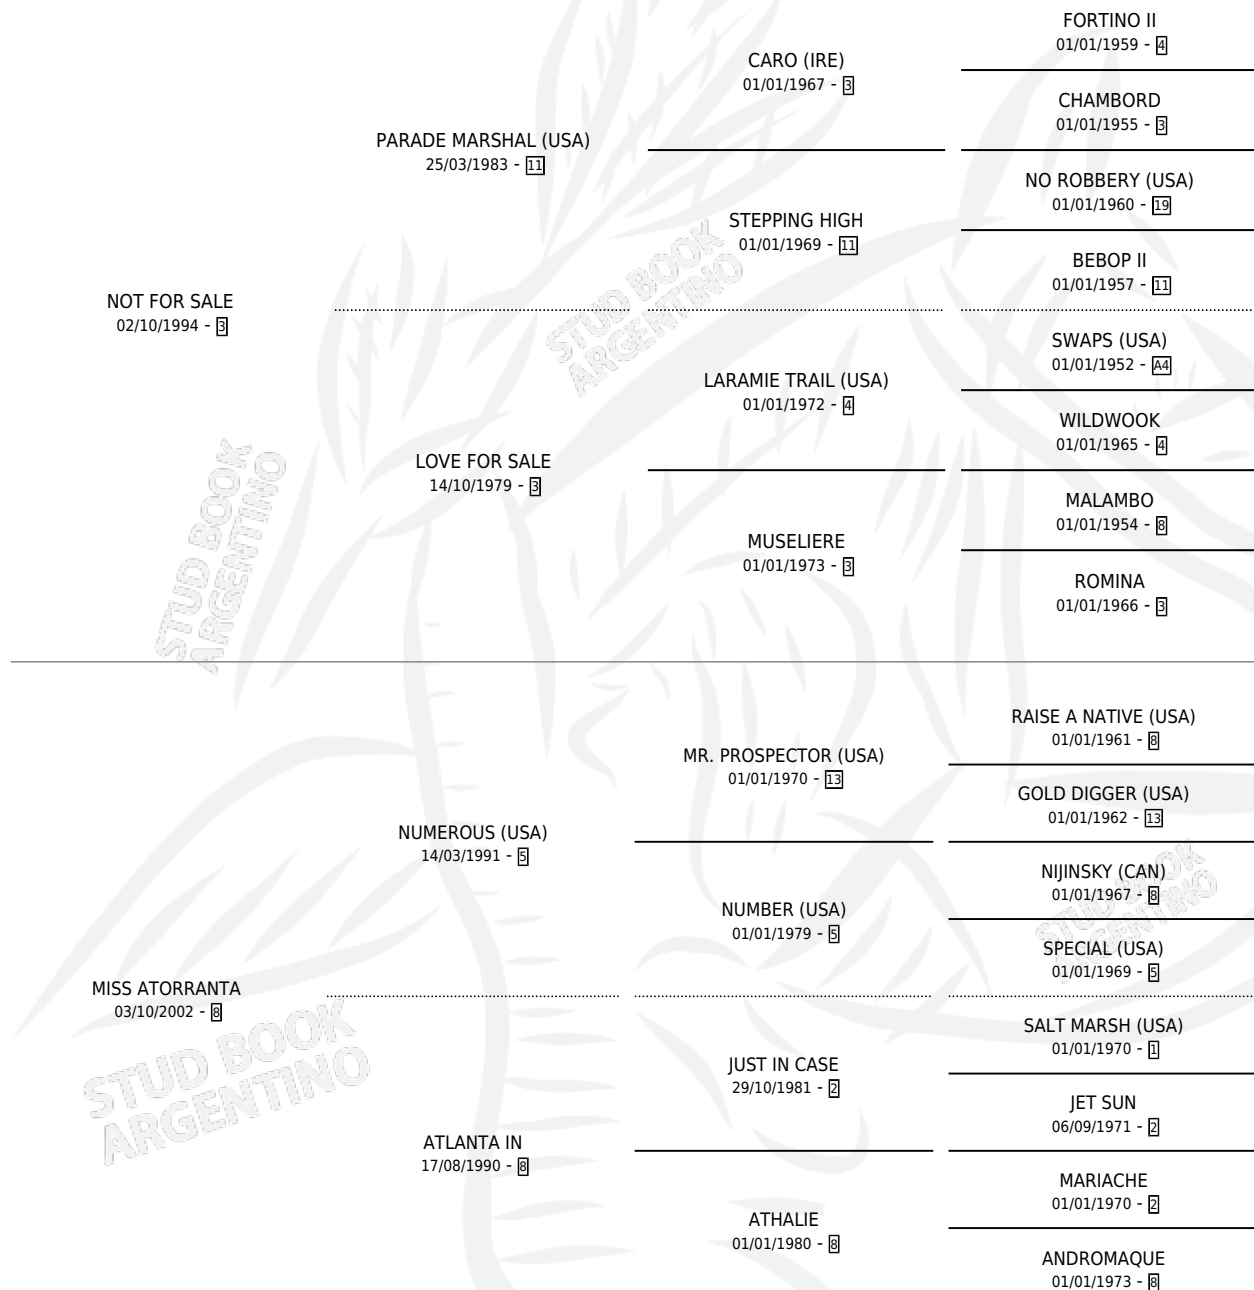 FORTINO II
01/01/1959 - 4
CARO (IRE)
01/01/1967 - 3
CHAMBORD
01/01/1955 - 3
PARADE MARSHAL (USA)
25/03/1983 - 11
NO ROBBERY (USA)
01/01/1960 - 19
STEPPING HIGH
01/01/1969 - 11
BEBOP II
01/01/1957 - 11
NOT FOR SALE
02/10/1994 - 3
SWAPS (USA)
01/01/1952 - A4
LARAMIE TRAIL (USA)
01/01/1972 - 4
WILDWOOK
01/01/1965 - 4
LOVE FOR SALE
14/10/1979 - 3
MALAMBO
01/01/1954 - 8
MUSELIERE
01/01/1973 - 3
ROMINA
01/01/1966 - 3
STUD BOOK
ARGENTINO
STUD BOOK
ARGENTINO
RAISE A NATIVE (USA)
01/01/1961 - 8
MR. PROSPECTOR (USA)
01/01/1970 - 13
GOLD DIGGER (USA)
01/01/1962 - 13
NUMEROUS (USA)
14/03/1991 - 5
NIJINSKY (CAN)
01/01/1967 - 8
NUMBER (USA)
01/01/1979 - 5
SPECIAL (USA)
01/01/1969 - 5
STUD BOOK
ARGENTINO
MISS ATORRANTA
03/10/2002 - 8
SALT MARSH (USA)
01/01/1970 - 1
JUST IN CASE
29/10/1981 - 2
JET SUN
06/09/1971 - 2
ATLANTA IN
17/08/1990 - 8
MARIACHE
01/01/1970 - 2
ATHALIE
01/01/1980 - 8
ANDROMAQUE
01/01/1973 - 8
STUD BOOK
ARGENTINO